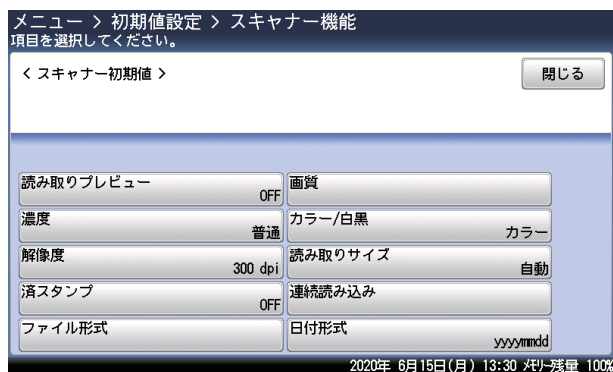 メニュー > 初期値設定 > スキャナー機能
項目を選択してください。
< スキャナー初期値 >
閉じる
読み取りプレビュー
OFF
画質
濃度
普通
カラー/白黒
カラー
解像度
300 dpi
読み取りサイズ
自動
済スタンプ
OFF
連続読み込み
ファイル形式
日付形式
yyyymmdd
2020年 6月15日(月) 13:30 メモリー残量 100%